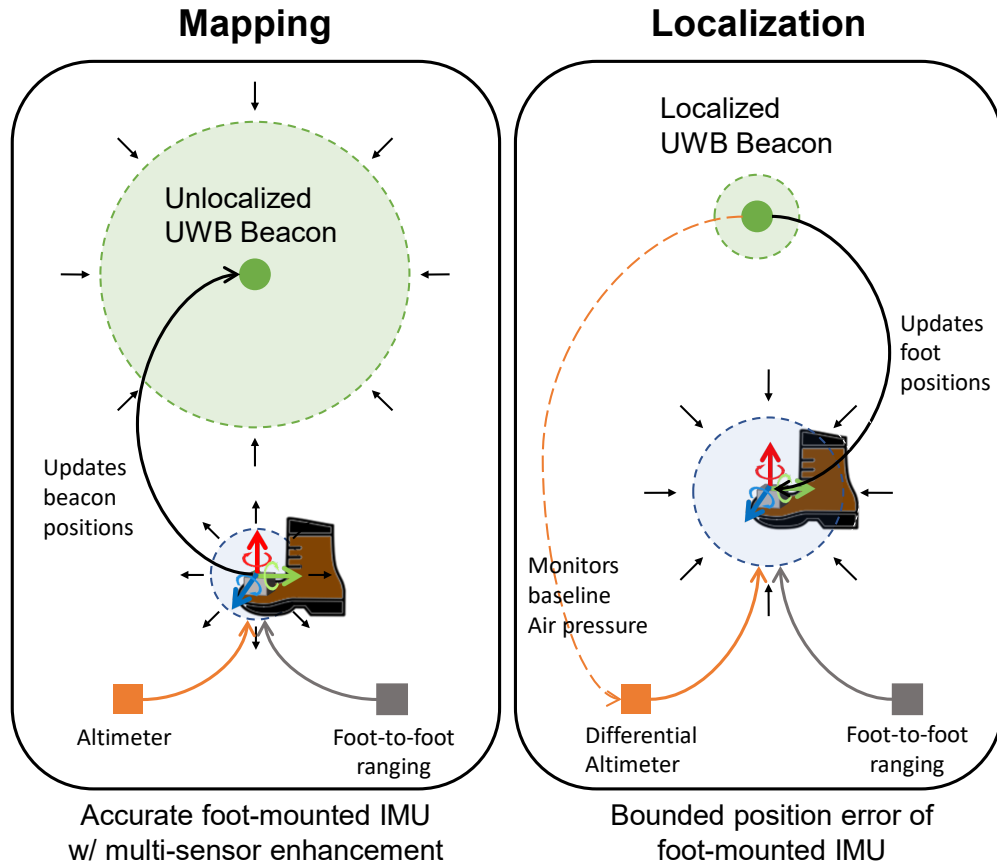 Mapping
Unlocalized
UWB Beacon
Updates
beacon
positions
Altimeter
Foot-to-foot
ranging
Accurate foot-mounted IMU
w/ multi-sensor enhancement
Localization
Localized
UWB Beacon
Updates
foot
positions
Monitors
baseline
Air pressure
Differential
Altimeter
Foot-to-foot
ranging
Bounded position error of
foot-mounted IMU